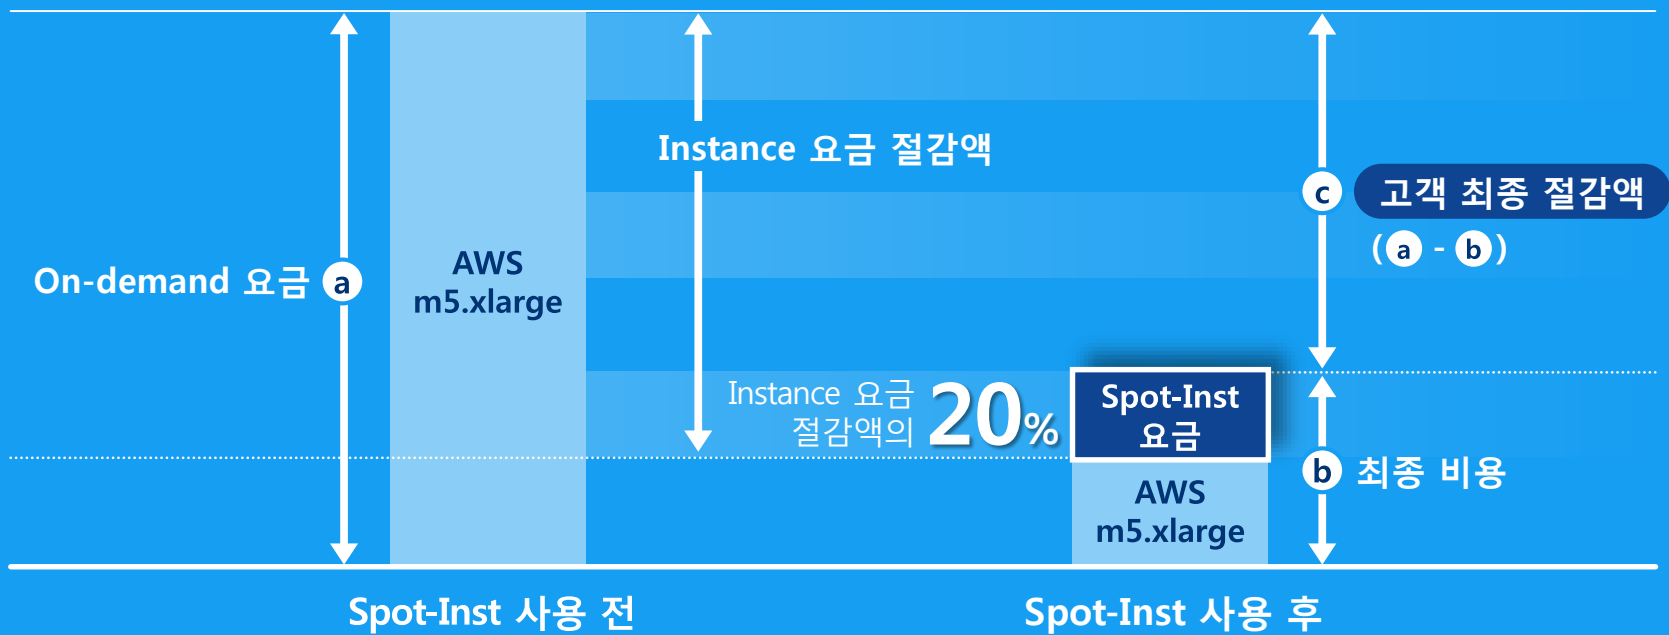 On-demand 요금 a
AWS
m5.xlarge
Instance 요금 절감액
c 고객 최종 절감액
(a - b)
Instance 요금
절감액의
20%
Spot-Inst
요금
AWS
m5.xlarge
b 최종 비용
Spot-Inst 사용 전
Spot-Inst 사용 후